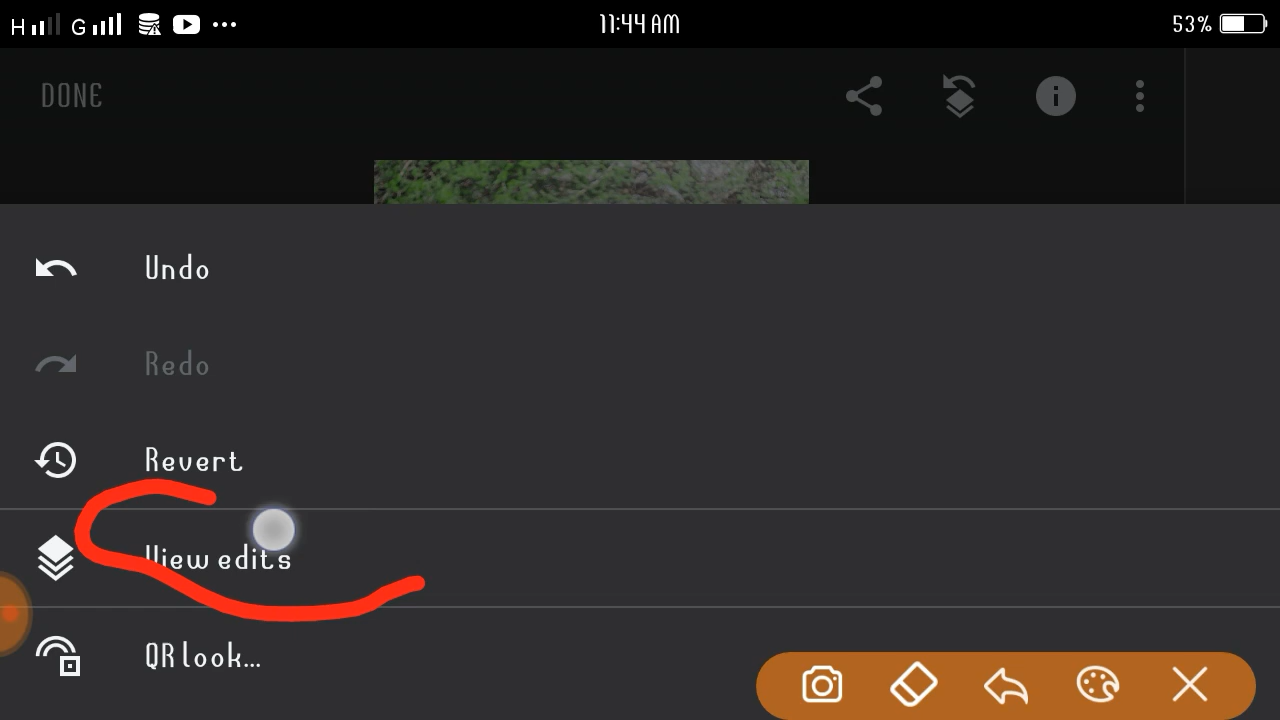 H G 11:44 AM 53%
DONE
Undo
Redo
Revert
View edits
QR look...